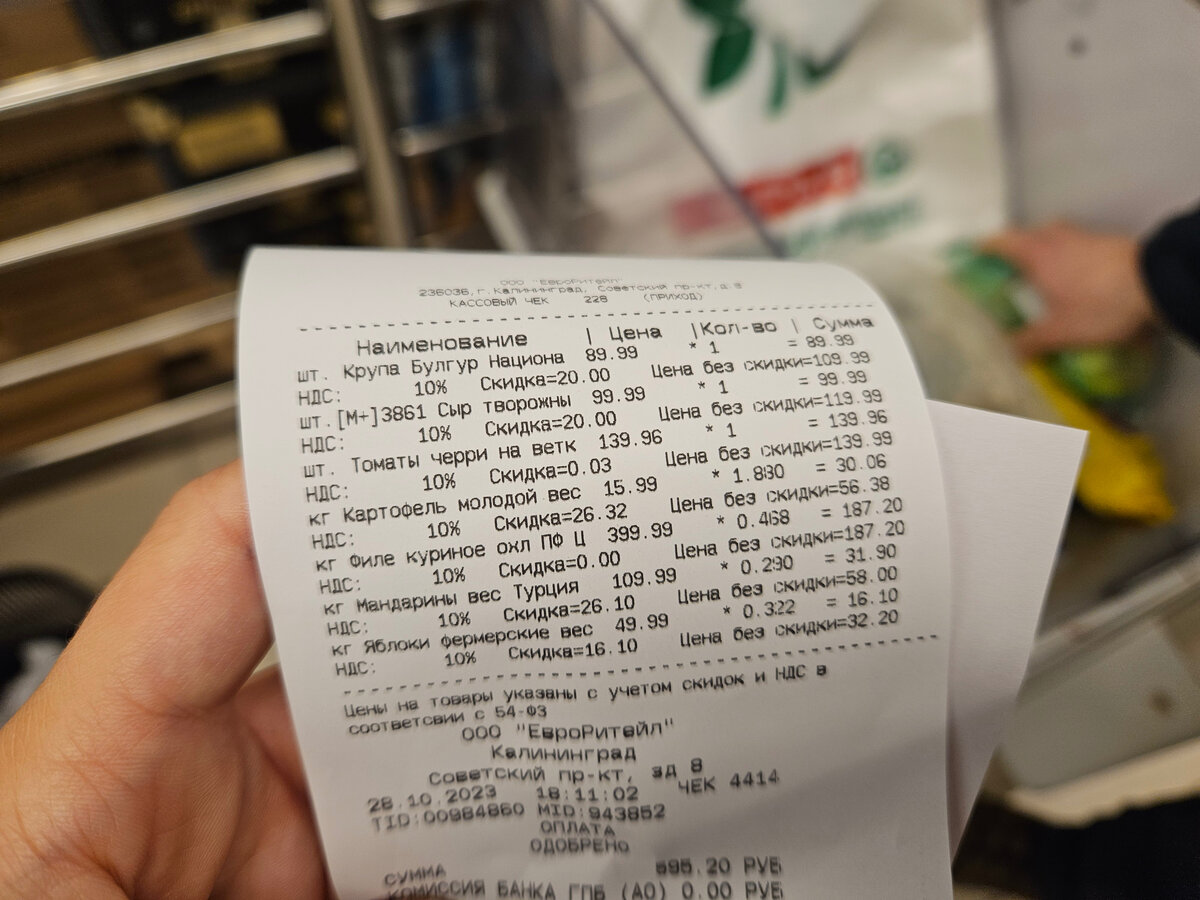 ООО "ЕвроРитейл"
236036, г. Калининград, Советский пр-кт, д. 8
КАССОВЫЙ ЧЕК 228 (ПРИХОД)
Наименование | Цена | Кол-во | Сумма
шт. Крупа Булгур Национа 89.99 * 1 = 89.99
НДС: 10% Скидка=20.00 Цена без скидки=109.99
шт.[М+]3861 Сыр творожны 99.99 * 1 = 99.99
НДС: 10% Скидка=20.00 Цена без скидки=119.99
шт. Томаты черри на ветк 139.96 * 1 = 139.96
НДС: 10% Скидка=0.03 Цена без скидки=139.99
кг Картофель молодой вес 15.99 * 1.880 = 30.06
НДС: 10% Скидка=26.32 Цена без скидки=56.38
кг Филе куриное охл ПФ Ц 399.99 * 0.468 = 187.20
НДС: 10% Скидка=0.00 Цена без скидки=187.20
кг Мандарины вес Турция 109.99 * 0.290 = 31.90
НДС: 10% Скидка=26.10 Цена без скидки=58.00
кг Яблоки фермерские вес 49.99 * 0.322 = 16.10
НДС: 10% Скидка=16.10 Цена без скидки=32.20
Цены на товары указаны с учетом скидок и НДС в
соответсвии с 54-ФЗ
ООО "ЕвроРитейл"
Калининград
Советский пр-кт, зд 8
28.10.2023 18:11:02 ЧЕК 4414
TID:00984860 MID:943852
ОПЛАТА
ОДОБРЕНО
СУММА 595.20 РУБ
КОМИССИЯ БАНКА ГПБ (АО) 0.00 РУБ